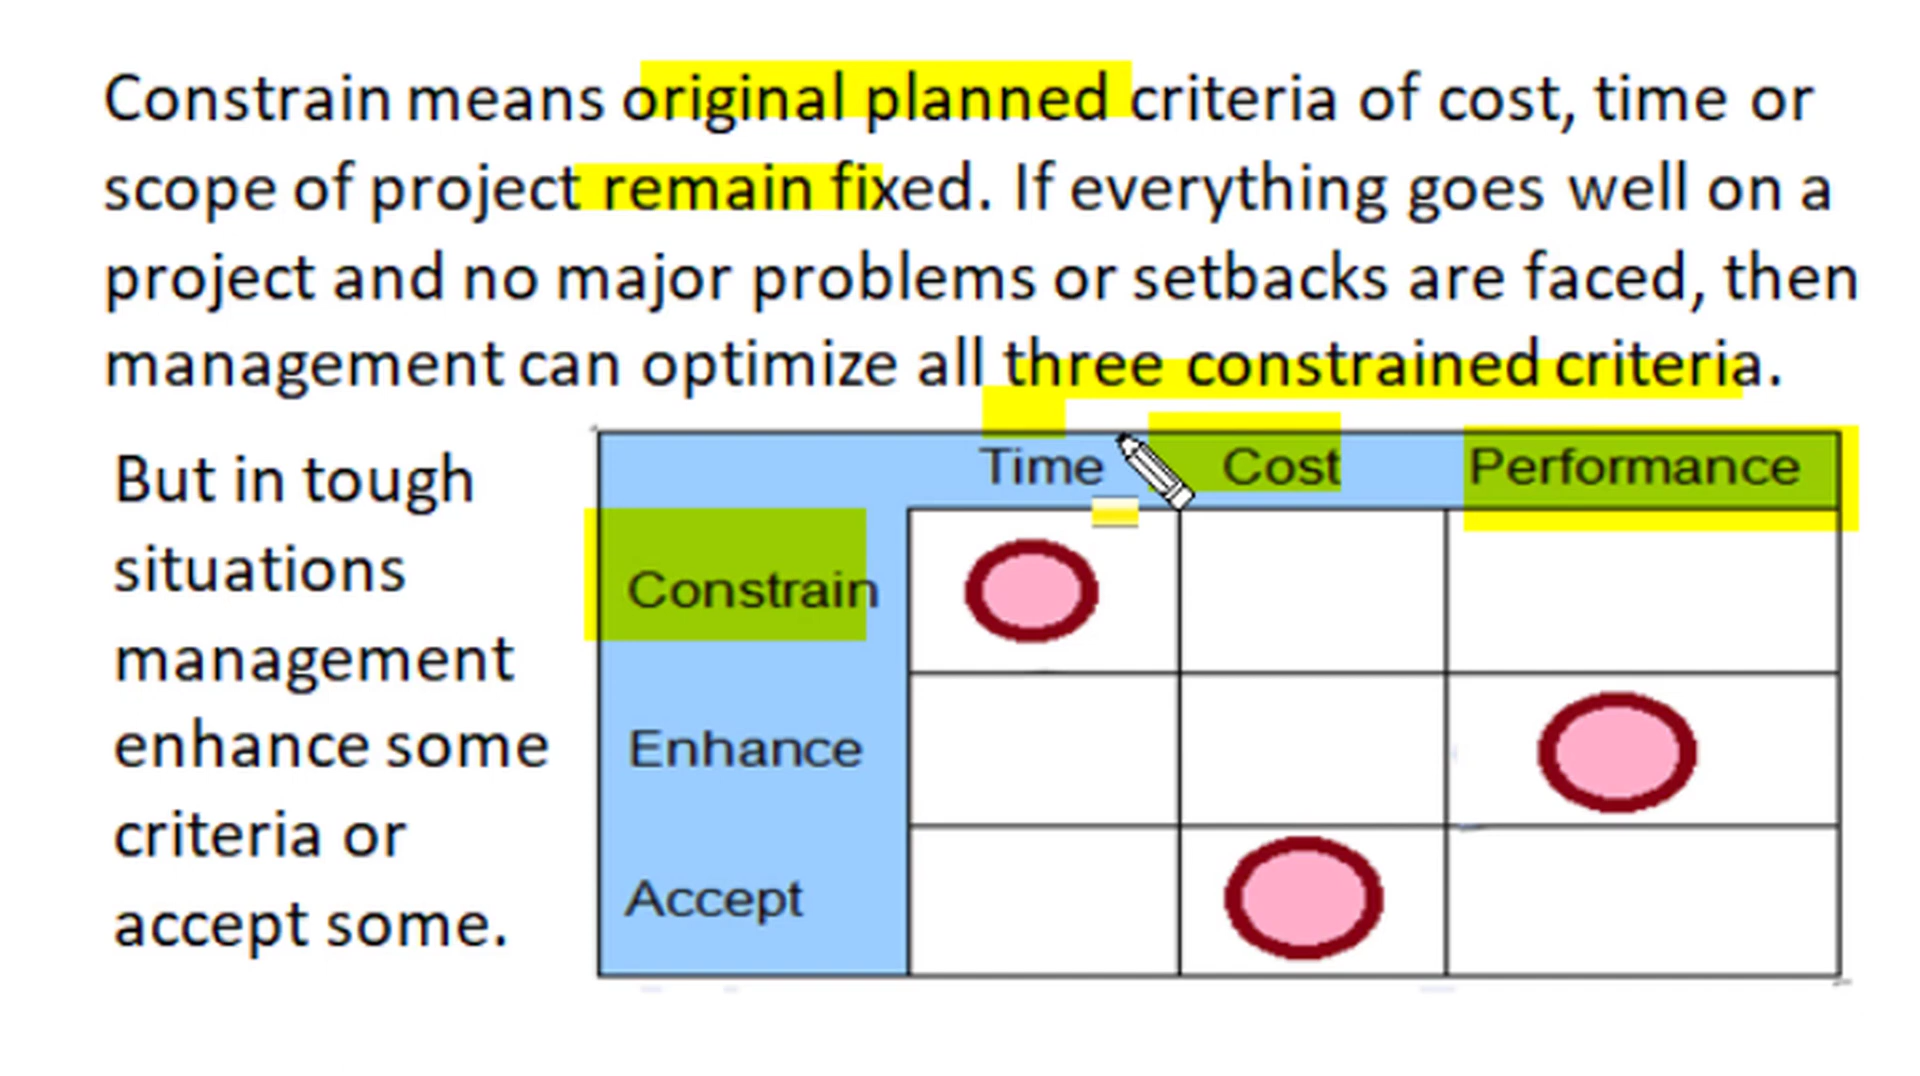 Constrain means original planned criteria of cost, time or
scope of project remain fixed. If everything goes well on a
project and no major problems or setbacks are faced, then
management can optimize all three constrained criteria.
But in tough
situations
management
enhance some
criteria or
accept some.
Time Cost Performance
Constrain
Enhance
Accept